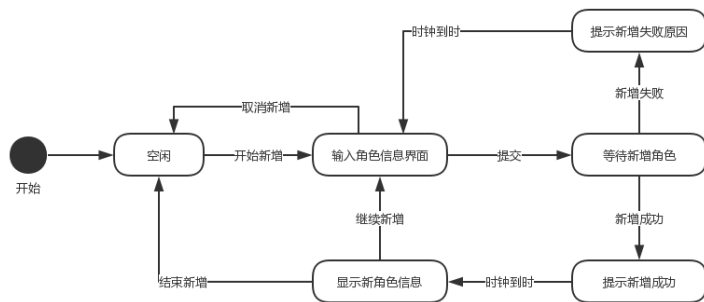 时钟到时
提示新增失败原因
新增失败
取消新增
开始
空闲
开始新增
输入角色信息界面
提交
等待新增角色
继续新增
新增成功
结束新增
显示新角色信息
时钟到时
提示新增成功